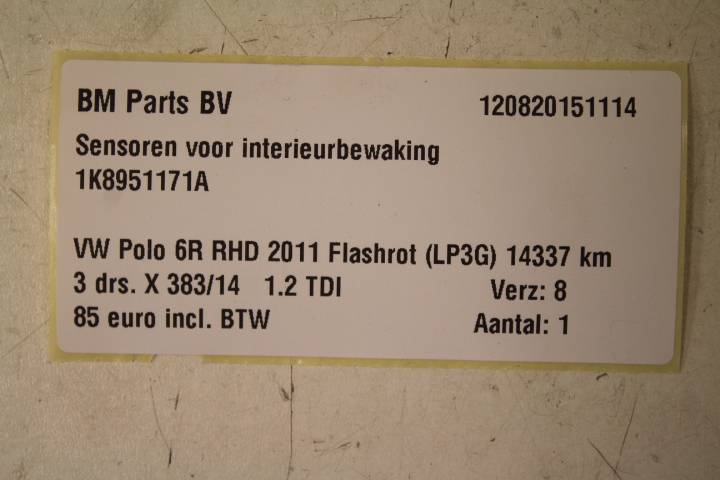 BM Parts BV 120820151114
Sensoren voor interieurbewaking
1K8951171A
VW Polo 6R RHD 2011 Flashrot (LP3G) 14337 km
3 drs. X 383/14 1.2 TDI Verz: 8
85 euro incl. BTW Aantal: 1